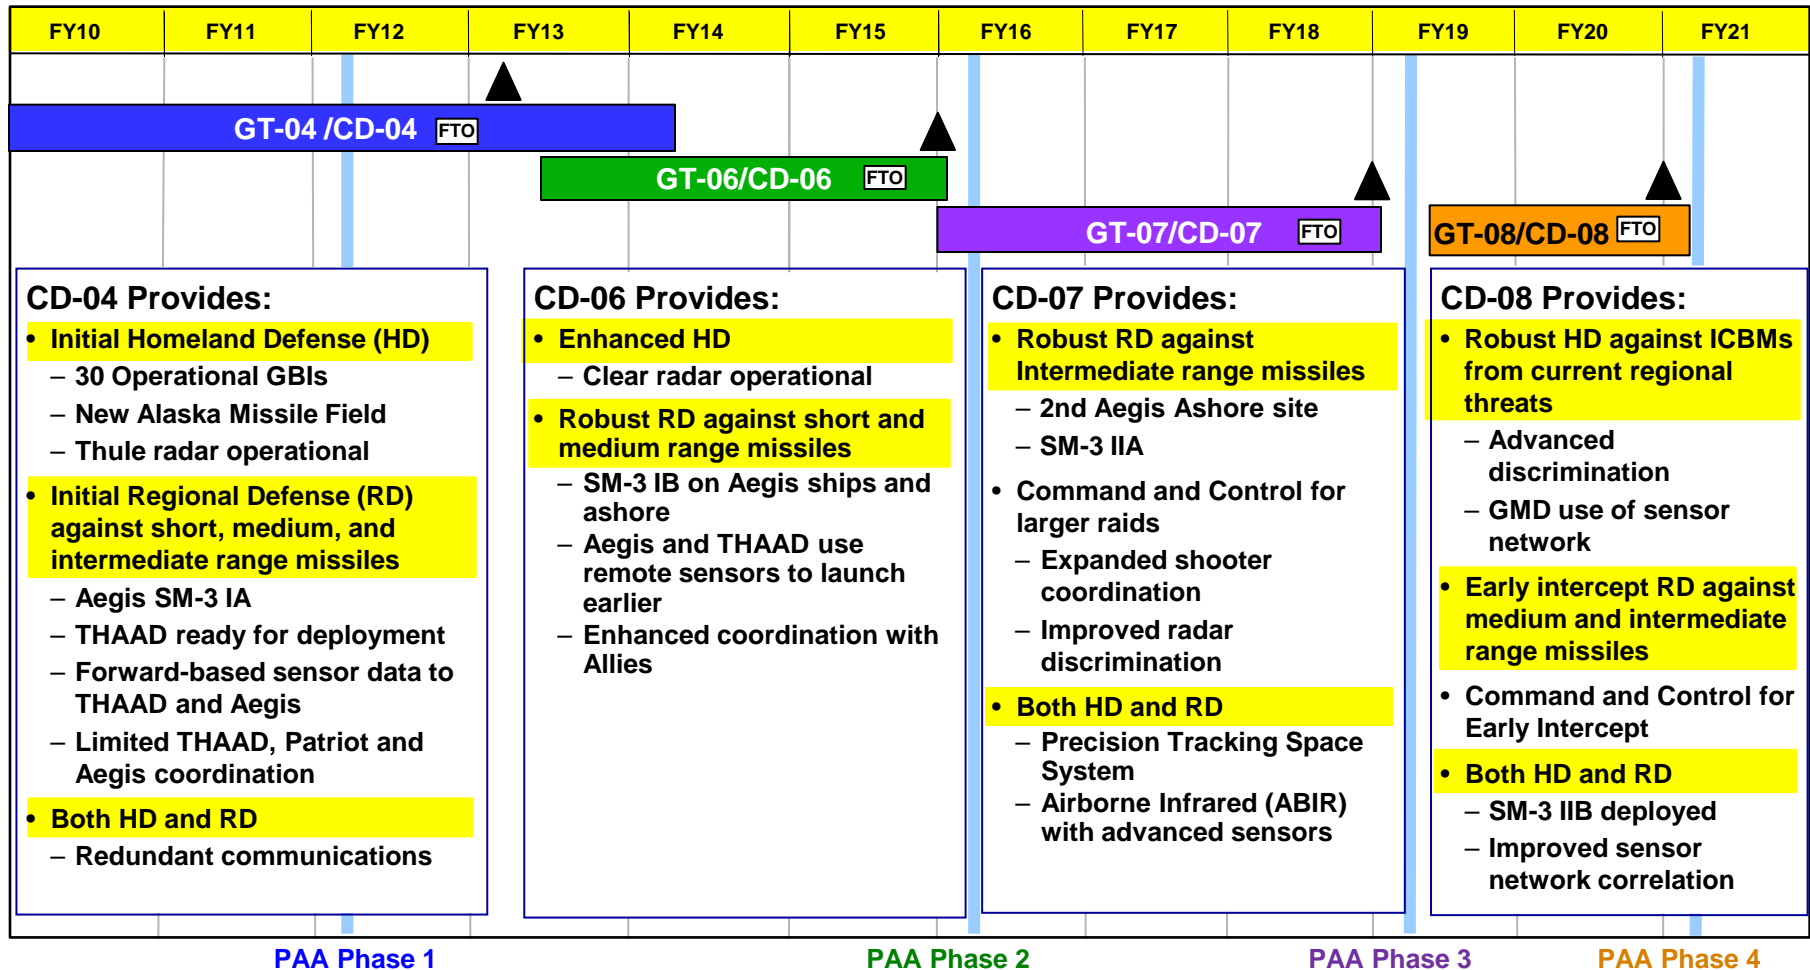 FY10 FY11 FY12 FY13 FY14 FY15 FY16 FY17 FY18 FY19 FY20 FY21
GT-04 /CD-04 FTO
GT-06/CD-06 FTO
GT-07/CD-07 FTO
GT-08/CD-08 FTO
CD-04 Provides:
• Initial Homeland Defense (HD)
– 30 Operational GBIs
– New Alaska Missile Field
– Thule radar operational
• Initial Regional Defense (RD)
against short, medium, and
intermediate range missiles
– Aegis SM-3 IA
– THAAD ready for deployment
– Forward-based sensor data to
THAAD and Aegis
– Limited THAAD, Patriot and
Aegis coordination
• Both HD and RD
– Redundant communications
CD-06 Provides:
• Enhanced HD
– Clear radar operational
• Robust RD against short and
medium range missiles
– SM-3 IB on Aegis ships and
ashore
– Aegis and THAAD use
remote sensors to launch
earlier
– Enhanced coordination with
Allies
CD-07 Provides:
• Robust RD against
Intermediate range missiles
– 2nd Aegis Ashore site
– SM-3 IIA
• Command and Control for
larger raids
– Expanded shooter
coordination
– Improved radar
discrimination
• Both HD and RD
– Precision Tracking Space
System
– Airborne Infrared (ABIR)
with advanced sensors
CD-08 Provides:
• Robust HD against ICBMs
from current regional
threats
– Advanced
discrimination
– GMD use of sensor
network
• Early intercept RD against
medium and intermediate
range missiles
• Command and Control for
Early Intercept
• Both HD and RD
– SM-3 IIB deployed
– Improved sensor
network correlation
PAA Phase 1 PAA Phase 2 PAA Phase 3 PAA Phase 4